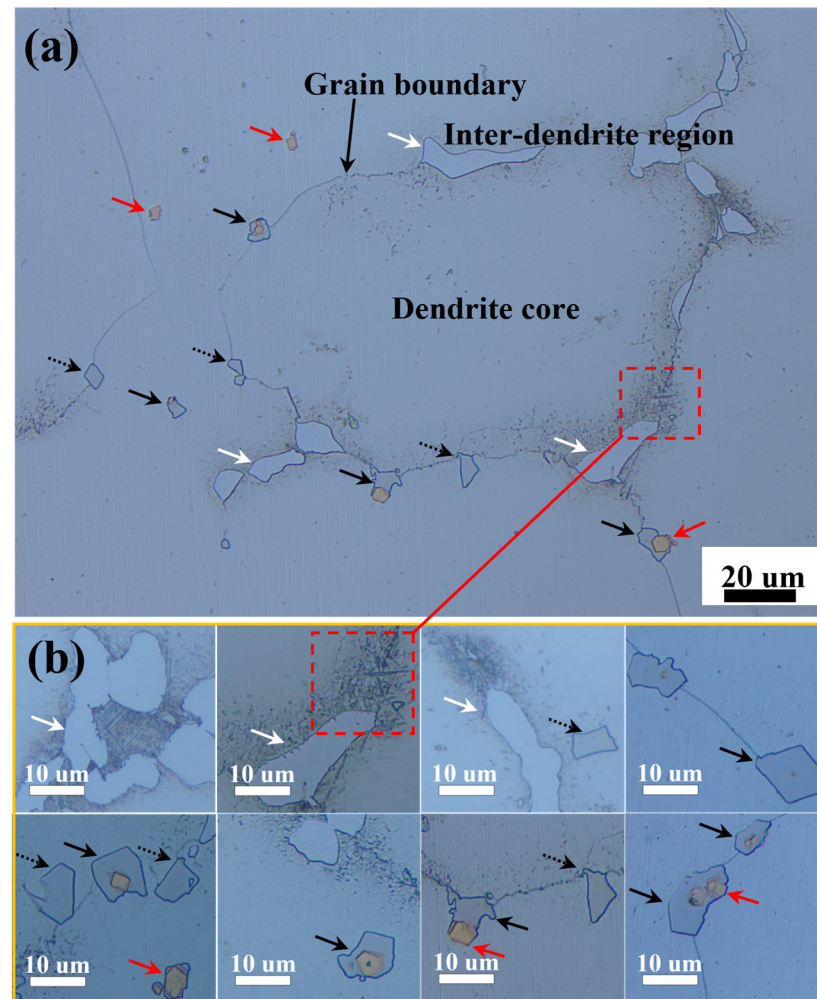 (a)
Grain boundary
Inter-dendrite region
Dendrite core
20 um
(b)
10 um
10 um
10 um
10 um
10 um
10 um
10 um
10 um